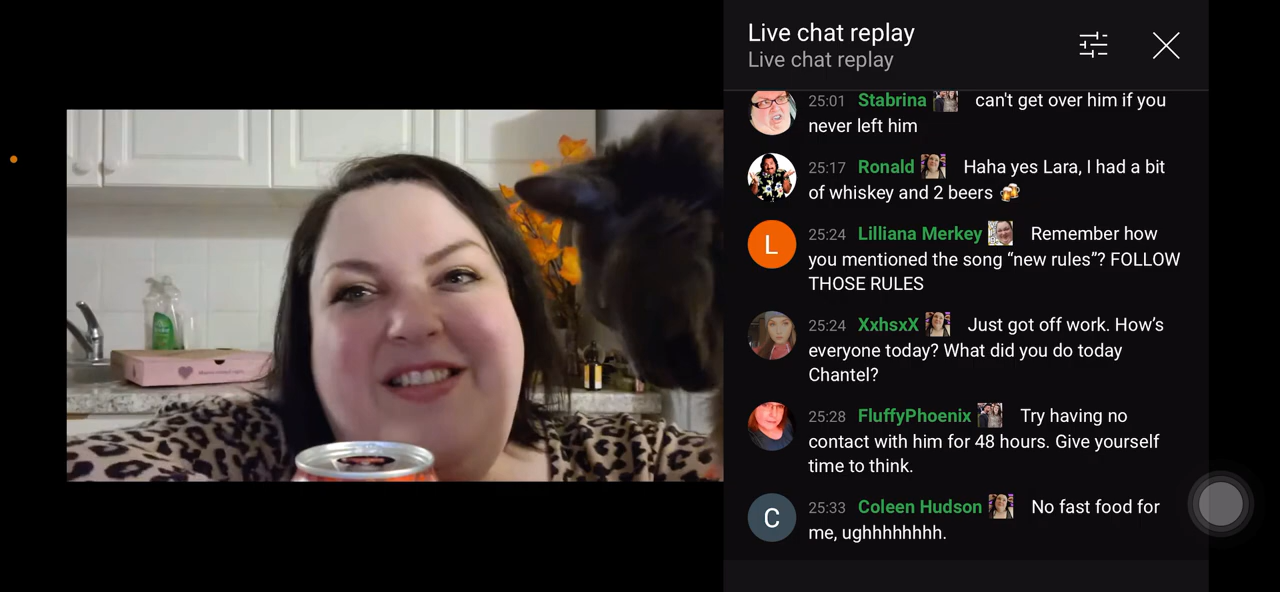 Live chat replay
Live chat replay
25:01 Stabrina can't get over him if you
never left him
25:17 Ronald Haha yes Lara, I had a bit
of whiskey and 2 beers 🍻
L 25:24 Lilliana Merkey Remember how
you mentioned the song “new rules”? FOLLOW
THOSE RULES
25:24 XxhsxX Just got off work. How’s
everyone today? What did you do today
Chantel?
25:28 FluffyPhoenix Try having no
contact with him for 48 hours. Give yourself
time to think.
C 25:33 Coleen Hudson No fast food for
me, ughhhhhhhh.